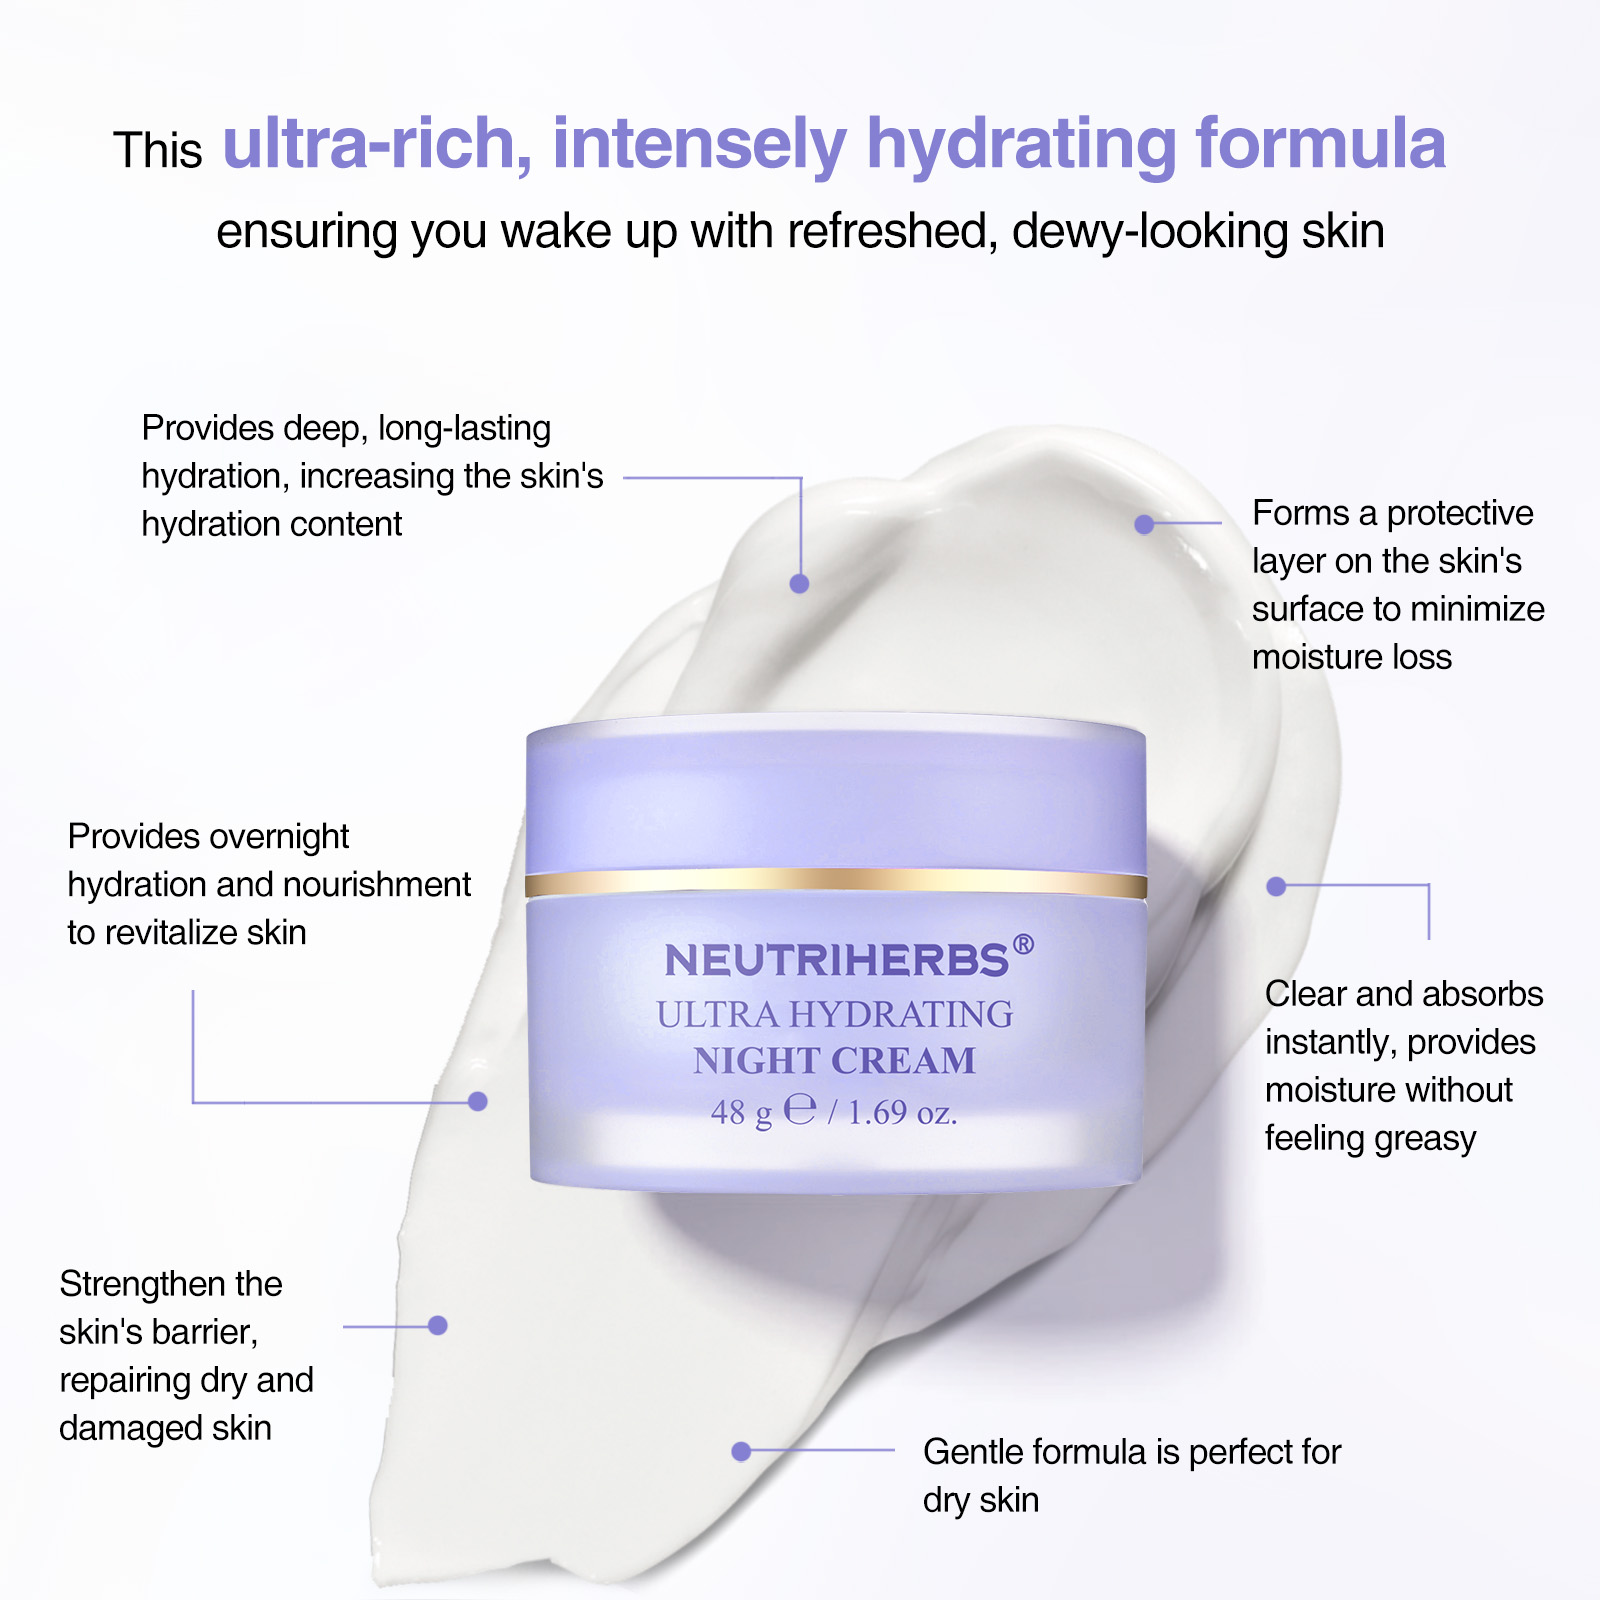 This ultra-rich, intensely hydrating formula
ensuring you wake up with refreshed, dewy-looking skin
Provides deep, long-lasting
hydration, increasing the skin's
hydration content
Forms a protective
layer on the skin's
surface to minimize
moisture loss
Provides overnight
hydration and nourishment
to revitalize skin
NEUTRIHERBS®
ULTRA HYDRATING
NIGHT CREAM
48 g ℮ / 1.69 oz.
Clear and absorbs
instantly, provides
moisture without
feeling greasy
Strengthen the
skin's barrier,
repairing dry and
damaged skin
Gentle formula is perfect for
dry skin